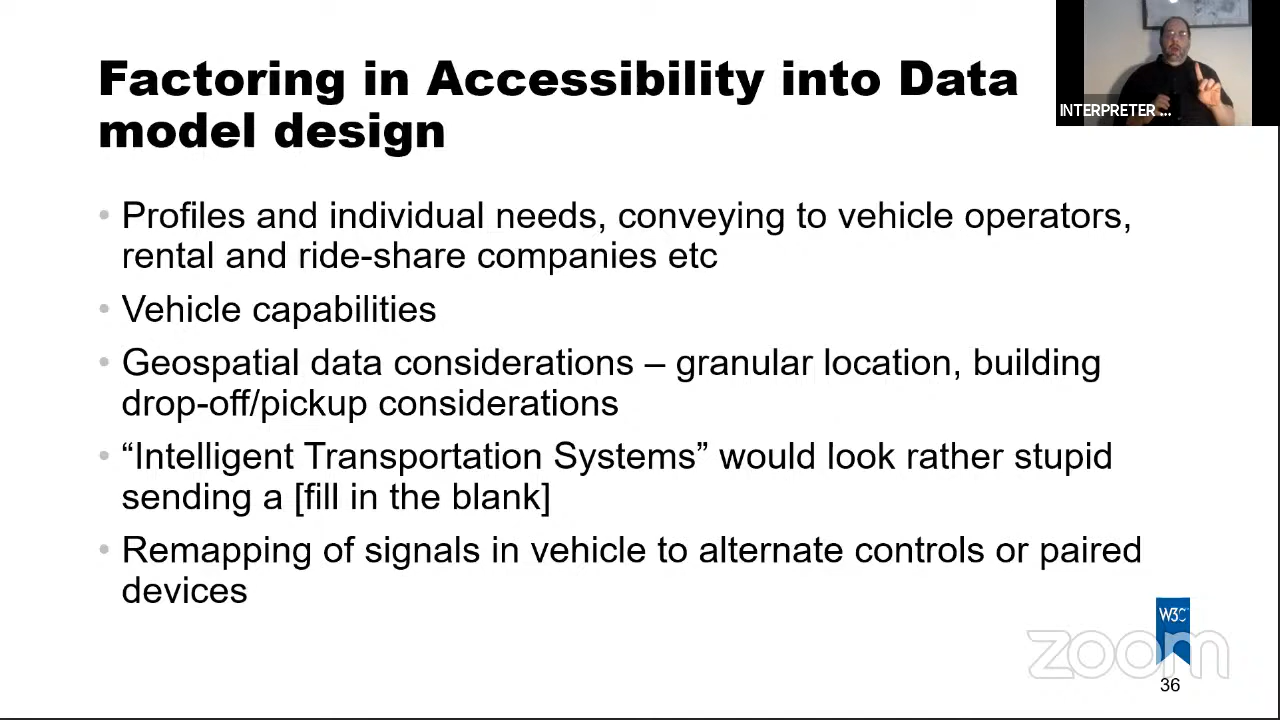 Factoring in Accessibility into Data
model design
INTERPRETER ...
• Profiles and individual needs, conveying to vehicle operators,
rental and ride-share companies etc
• Vehicle capabilities
• Geospatial data considerations – granular location, building
drop-off/pickup considerations
• “Intelligent Transportation Systems” would look rather stupid
sending a [fill in the blank]
• Remapping of signals in vehicle to alternate controls or paired
devices
W3C
zoom
36